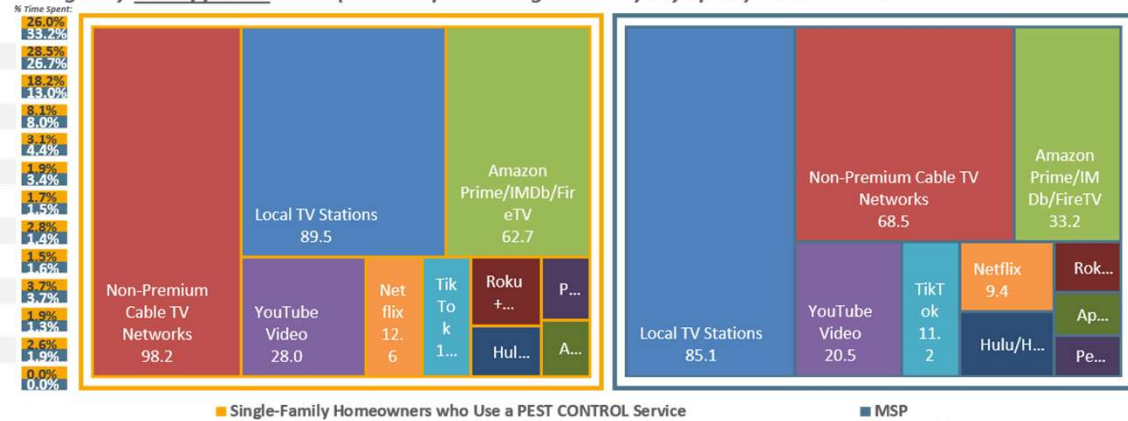 % Time Spent:
26.0%
33.2%
28.5%
26.7%
18.2%
13.0%
8.1%
8.0%
3.1%
4.4%
1.9%
3.4%
1.7%
1.5%
2.8%
1.4%
1.5%
1.6%
3.7%
3.7%
1.9%
1.3%
2.6%
1.9%
0.0%
0.0%
Non-Premium
Cable TV
Networks
98.2
Local TV Stations
89.5
Amazon
Prime/IMDb/Fir
eTV
62.7
YouTube
Video
28.0
Net
flix
12.
6
Tik
To
k
1...
Roku
+...
Hul...
P...
A...
Local TV Stations
85.1
Non-Premium Cable TV
Networks
68.5
Amazon
Prime/IM
Db/FireTV
33.2
YouTube
Video
20.5
TikT
ok
11.
2
Netflix
9.4
Hulu/H...
Rok...
Ap...
Pe...
Single-Family Homeowners who Use a PEST CONTROL Service
MSP